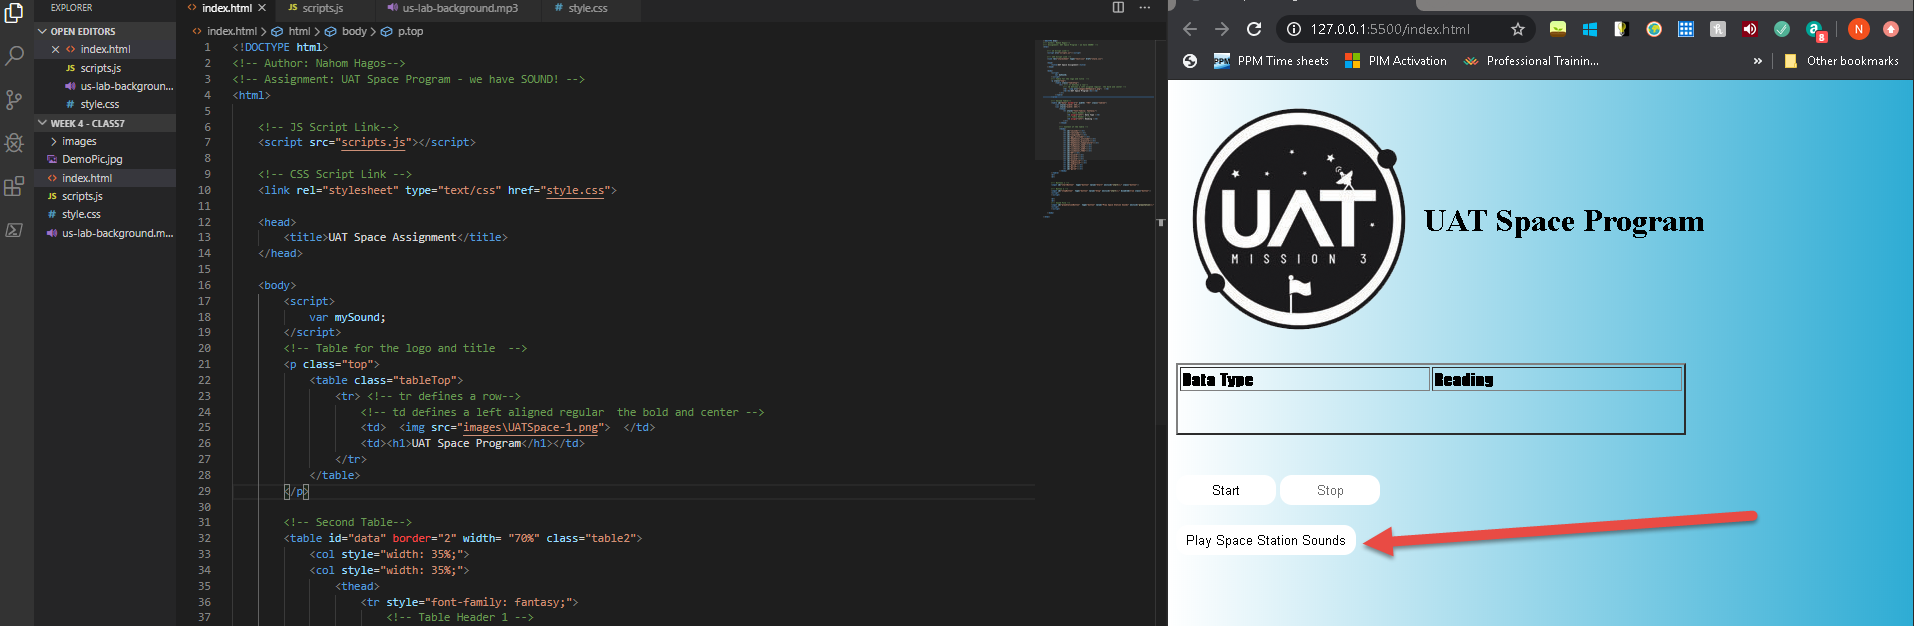 EXPLORER
OPEN EDITORS
index.html
scripts.js
us-lab-backgroun...
style.css
WEEK 4 - CLASS7
images
DemoPic.jpg
index.html
scripts.js
style.css
us-lab-background.m...
index.html
scripts.js
us-lab-background.mp3
style.css
index.html > html > body > p.top
1 <!DOCTYPE html>
2 <!-- Author: Nahom Hagos-->
3 <!-- Assignment: UAT Space Program - we have SOUND! -->
4 <html>
5
6 <!-- JS Script Link-->
7 <script src="scripts.js"></script>
8
9 <!-- CSS Script Link -->
10 <link rel="stylesheet" type="text/css" href="style.css">
11
12 <head>
13 <title>UAT Space Assignment</title>
14 </head>
15
16 <body>
17 <script>
18 var mySound;
19 </script>
20 <!-- Table for the logo and title  -->
21 <p class="top">
22 <table class="tableTop">
23 <tr> <!-- tr defines a row-->
24 <!-- td defines a left aligned regular  the bold and center -->
25 <td>  <img src="images\UATSpace-1.png">  </td>
26 <td><h1>UAT Space Program</h1></td>
27 </tr>
28 </table>
29 </p>
30
31 <!-- Second Table-->
32 <table id="data" border="2" width= "70%" class="table2">
33 <col style="width: 35%;">
34 <col style="width: 35%;">
35 <thead>
36 <tr style="font-family: fantasy;">
37 <!-- Table Header 1 -->
127.0.0.1:5500/index.html
8
N
PPM
PPM Time sheets
PIM Activation
Professional Trainin...
»
Other bookmarks
UAT
MISSION 3
UAT Space Program
Data Type
Reading
Start
Stop
Play Space Station Sounds